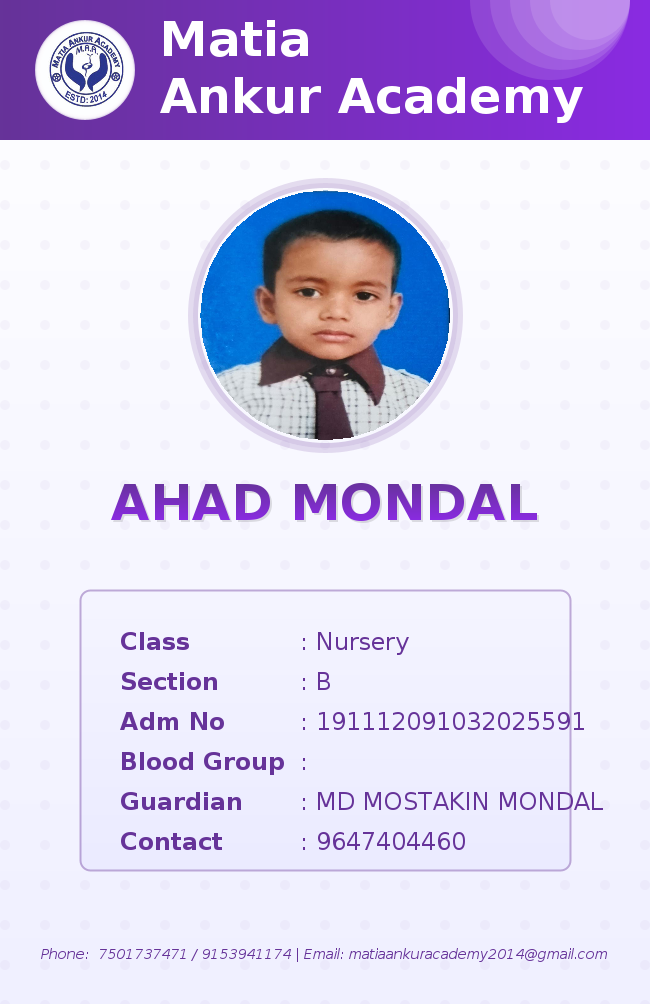 Matia
Ankur Academy
MATIA ANKUR ACADEMY
M.A.A
ESTD: 2014
AHAD MONDAL
Class : Nursery
Section : B
Adm No : 191112091032025591
Blood Group :
Guardian : MD MOSTAKIN MONDAL
Contact : 9647404460
Phone: 7501737471 / 9153941174 | Email: matiaankuracademy2014@gmail.com